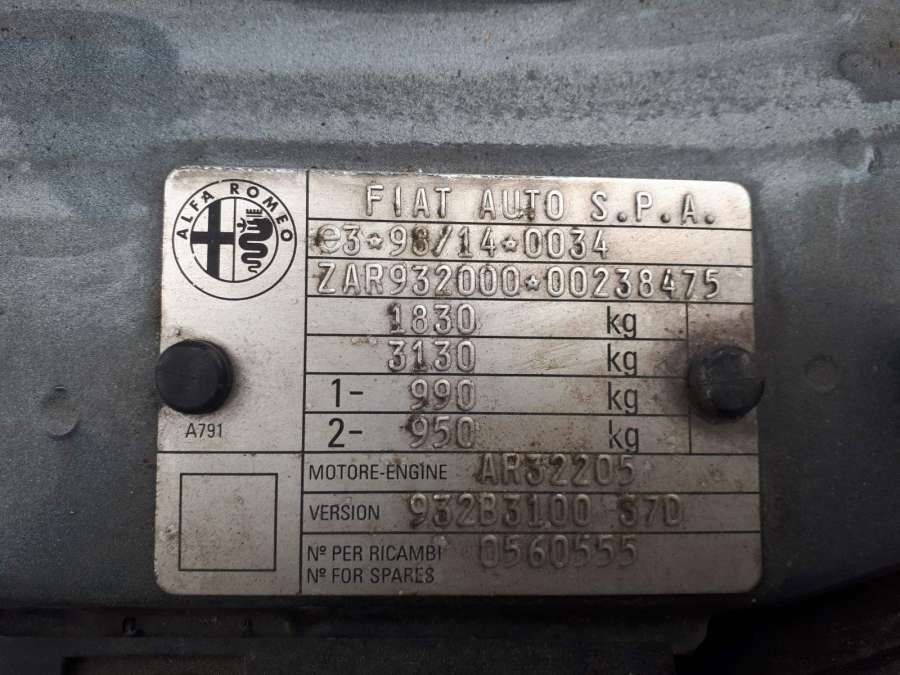 ALFA ROMEO
FIAT AUTO S.P.A.
e3*98/14*0034
ZAR932000*00238475
1830 kg
3130 kg
1- 990 kg
2- 950 kg
A791
MOTORE-ENGINE AR32205
VERSION 932B3100 37D
Nº PER RICAMBI 0560555
Nº FOR SPARES